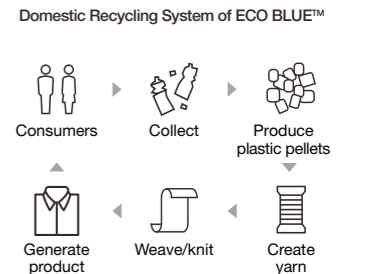 Domestic Recycling System of ECO BLUE™
Consumers
Collect
Produce
plastic pellets
Generate
product
Weave/knit
Create
yarn